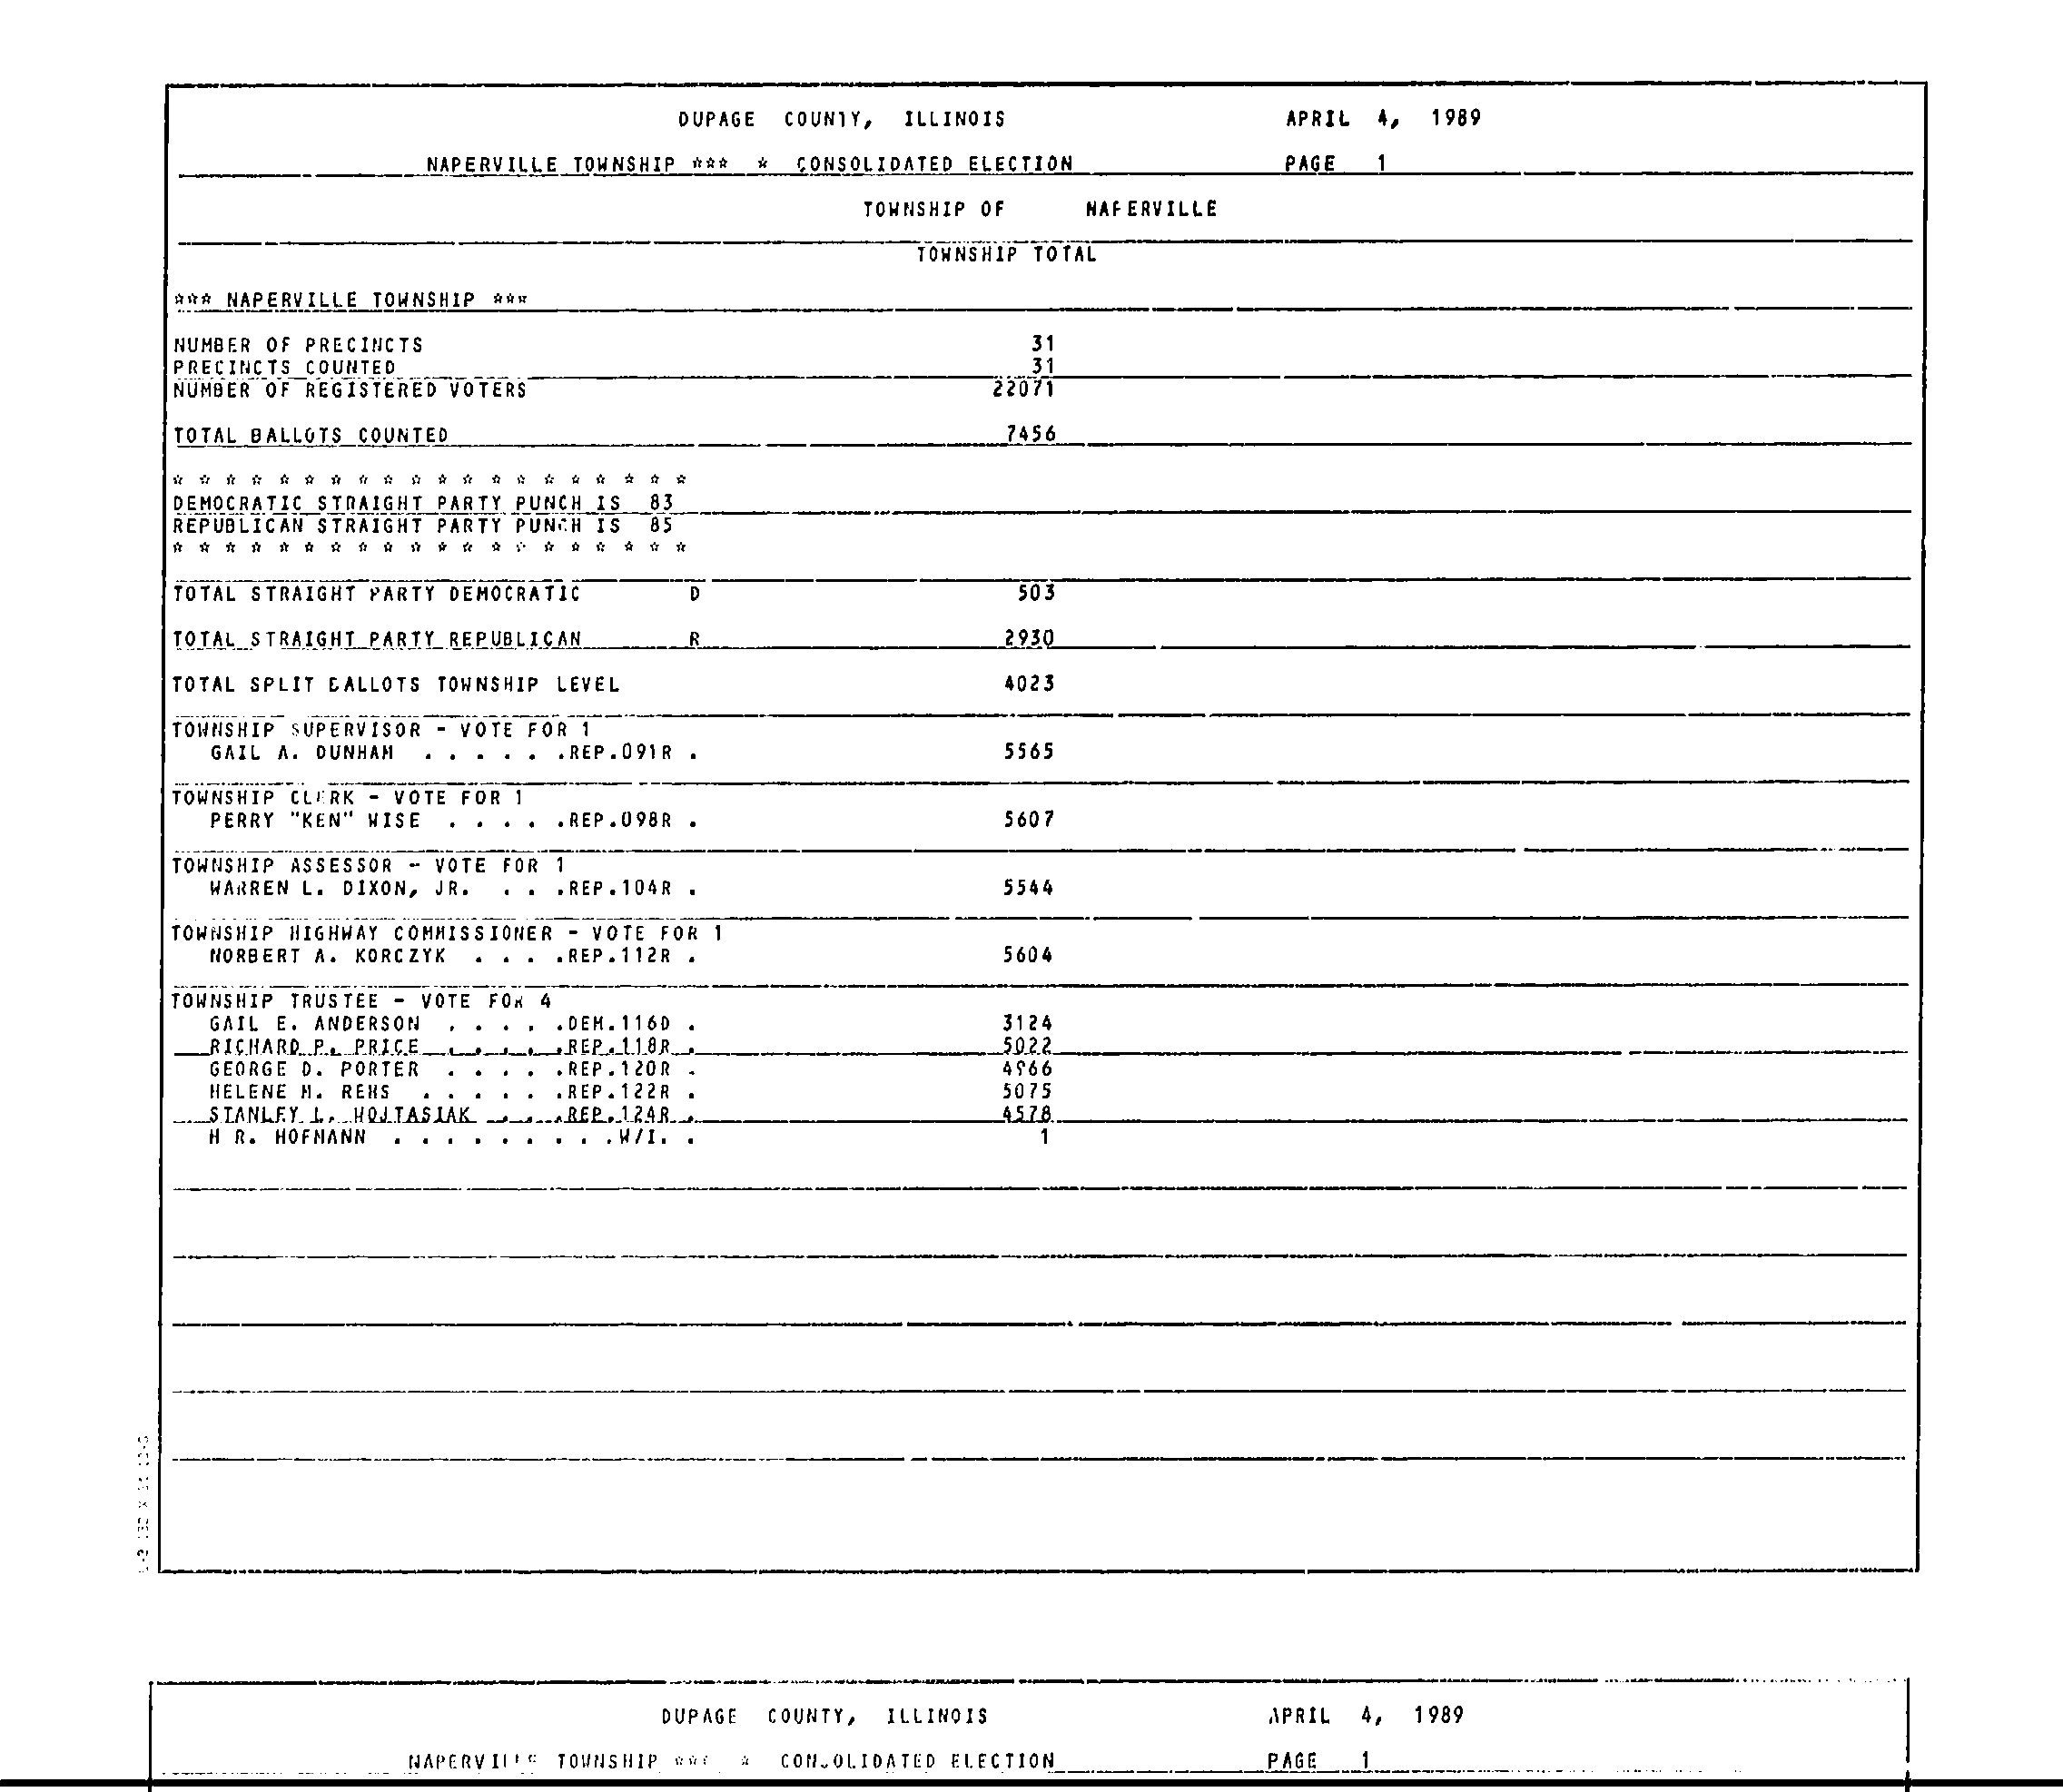 DUPAGE COUNTY, ILLINOIS APRIL 4, 1989
NAPERVILLE TOWNSHIP *** * CONSOLIDATED ELECTION PAGE 1
TOWNSHIP OF NAPERVILLE
TOWNSHIP TOTAL
*** NAPERVILLE TOWNSHIP ***
NUMBER OF PRECINCTS 31
PRECINCTS COUNTED 31
NUMBER OF REGISTERED VOTERS 22071
TOTAL BALLOTS COUNTED 7456
* * * * * * * * * * * * * * * * * * * *
DEMOCRATIC STRAIGHT PARTY PUNCH IS 83
REPUBLICAN STRAIGHT PARTY PUNCH IS 85
* * * * * * * * * * * * * * * * * * * *
TOTAL STRAIGHT PARTY DEMOCRATIC D 503
TOTAL STRAIGHT PARTY REPUBLICAN R 2930
TOTAL SPLIT BALLOTS TOWNSHIP LEVEL 4023
TOWNSHIP SUPERVISOR - VOTE FOR 1
GAIL A. DUNHAM . . . . . .REP.091R . 5565
TOWNSHIP CLERK - VOTE FOR 1
PERRY "KEN" WISE . . . . .REP.098R . 5607
TOWNSHIP ASSESSOR - VOTE FOR 1
WARREN L. DIXON, JR. . . .REP.104R . 5544
TOWNSHIP HIGHWAY COMMISSIONER - VOTE FOR 1
NORBERT A. KORCZYK . . . .REP.112R . 5604
TOWNSHIP TRUSTEE - VOTE FOR 4
GAIL E. ANDERSON . . . . .DEM.116D . 3124
RICHARD P. PRICE . . . . .REP.118R . 5022
GEORGE D. PORTER . . . . .REP.120R . 4966
HELENE M. REHS . . . . . .REP.122R . 5075
STANLEY L. WOJTASIAK . . .REP.124R . 4578
H R. HOFMANN . . . . . . . . .W/I. . 1
DUPAGE COUNTY, ILLINOIS APRIL 4, 1989
NAPERVILLE TOWNSHIP *** * CONSOLIDATED ELECTION PAGE 1